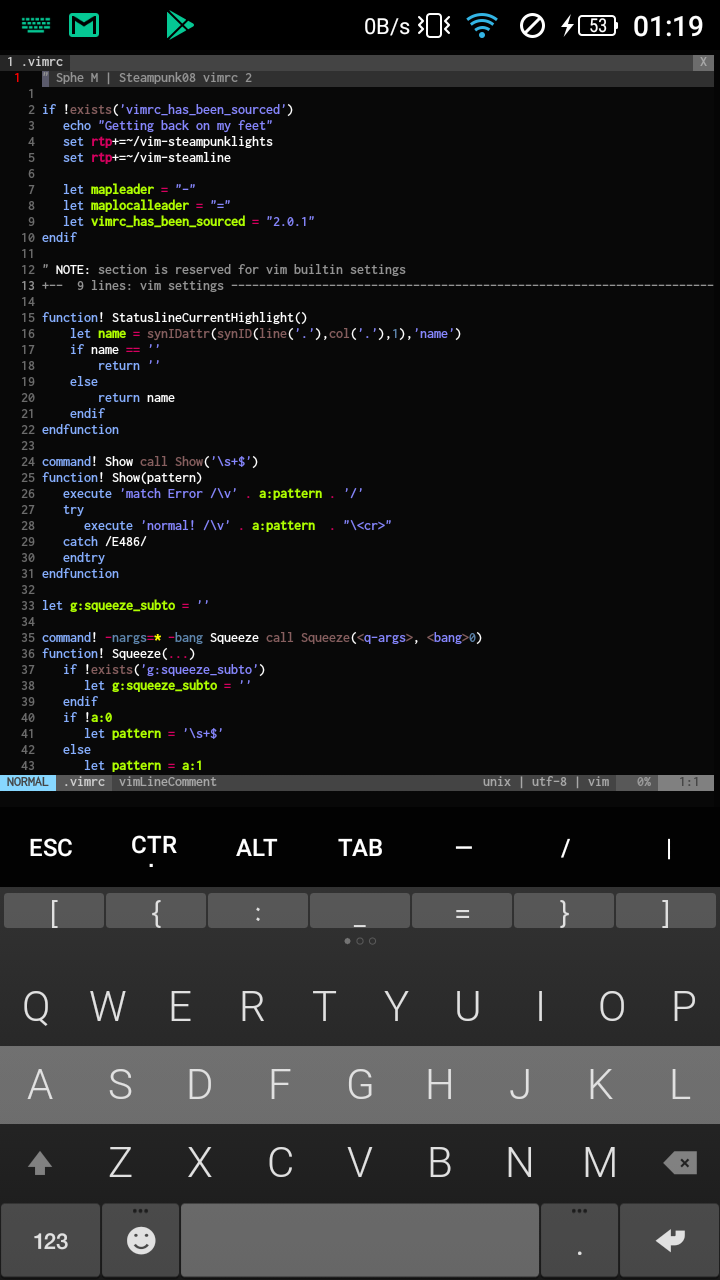 0B/s 53 01:19
1 .vimrc X
1 " Sphe M | Steampunk08 vimrc 2
1
2 if !exists('vimrc_has_been_sourced')
3    echo "Getting back on my feet"
4    set rtp+=~/vim-steampunklights
5    set rtp+=~/vim-steamline
6
7    let mapleader = "-"
8    let maplocalleader = "="
9    let vimrc_has_been_sourced = "2.0.1"
10 endif
11
12 " NOTE: section is reserved for vim builtin settings
13 +--  9 lines: vim settings ---------------------------------------------------------------------
14
15 function! StatuslineCurrentHighlight()
16     let name = synIDattr(synID(line('.'),col('.'),1),'name')
17     if name == ''
18         return ''
19     else
20         return name
21     endif
22 endfunction
23
24 command! Show call Show('\s+$')
25 function! Show(pattern)
26    execute 'match Error /\v' . a:pattern . '/'
27    try
28       execute 'normal! /\v' . a:pattern  . "\<cr>"
29    catch /E486/
30    endtry
31 endfunction
32
33 let g:squeeze_subto = ''
34
35 command! -nargs=* -bang Squeeze call Squeeze(<q-args>, <bang>0)
36 function! Squeeze(...)
37    if !exists('g:squeeze_subto')
38       let g:squeeze_subto = ''
39    endif
40    if !a:0
41       let pattern = '\s+$'
42    else
43       let pattern = a:1
NORMAL .vimrc vimLineComment unix | utf-8 | vim 0% 1:1
ESC CTR. ALT TAB — / |
[ { : _ = } ]
Q W E R T Y U I O P
A S D F G H J K L
Z X C V B N M
123 .